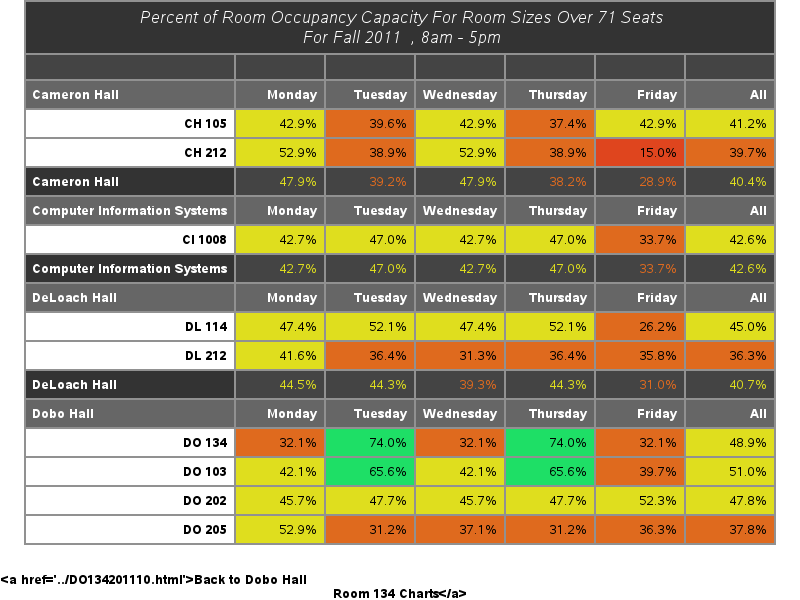 Percent of Room Occupancy Capacity For Room Sizes Over 71 Seats
For Fall 2011 , 8am - 5pm
Cameron Hall Monday Tuesday Wednesday Thursday Friday All
CH 105 42.9% 39.6% 42.9% 37.4% 42.9% 41.2%
CH 212 52.9% 38.9% 52.9% 38.9% 15.0% 39.7%
Cameron Hall 47.9% 39.2% 47.9% 38.2% 28.9% 40.4%
Computer Information Systems Monday Tuesday Wednesday Thursday Friday All
CI 1008 42.7% 47.0% 42.7% 47.0% 33.7% 42.6%
Computer Information Systems 42.7% 47.0% 42.7% 47.0% 33.7% 42.6%
DeLoach Hall Monday Tuesday Wednesday Thursday Friday All
DL 114 47.4% 52.1% 47.4% 52.1% 26.2% 45.0%
DL 212 41.6% 36.4% 31.3% 36.4% 35.8% 36.3%
DeLoach Hall 44.5% 44.3% 39.3% 44.3% 31.0% 40.7%
Dobo Hall Monday Tuesday Wednesday Thursday Friday All
DO 134 32.1% 74.0% 32.1% 74.0% 32.1% 48.9%
DO 103 42.1% 65.6% 42.1% 65.6% 39.7% 51.0%
DO 202 45.7% 47.7% 45.7% 47.7% 52.3% 47.8%
DO 205 52.9% 31.2% 37.1% 31.2% 36.3% 37.8%
<a href='../DO134201110.html'>Back to Dobo Hall
Room 134 Charts</a>